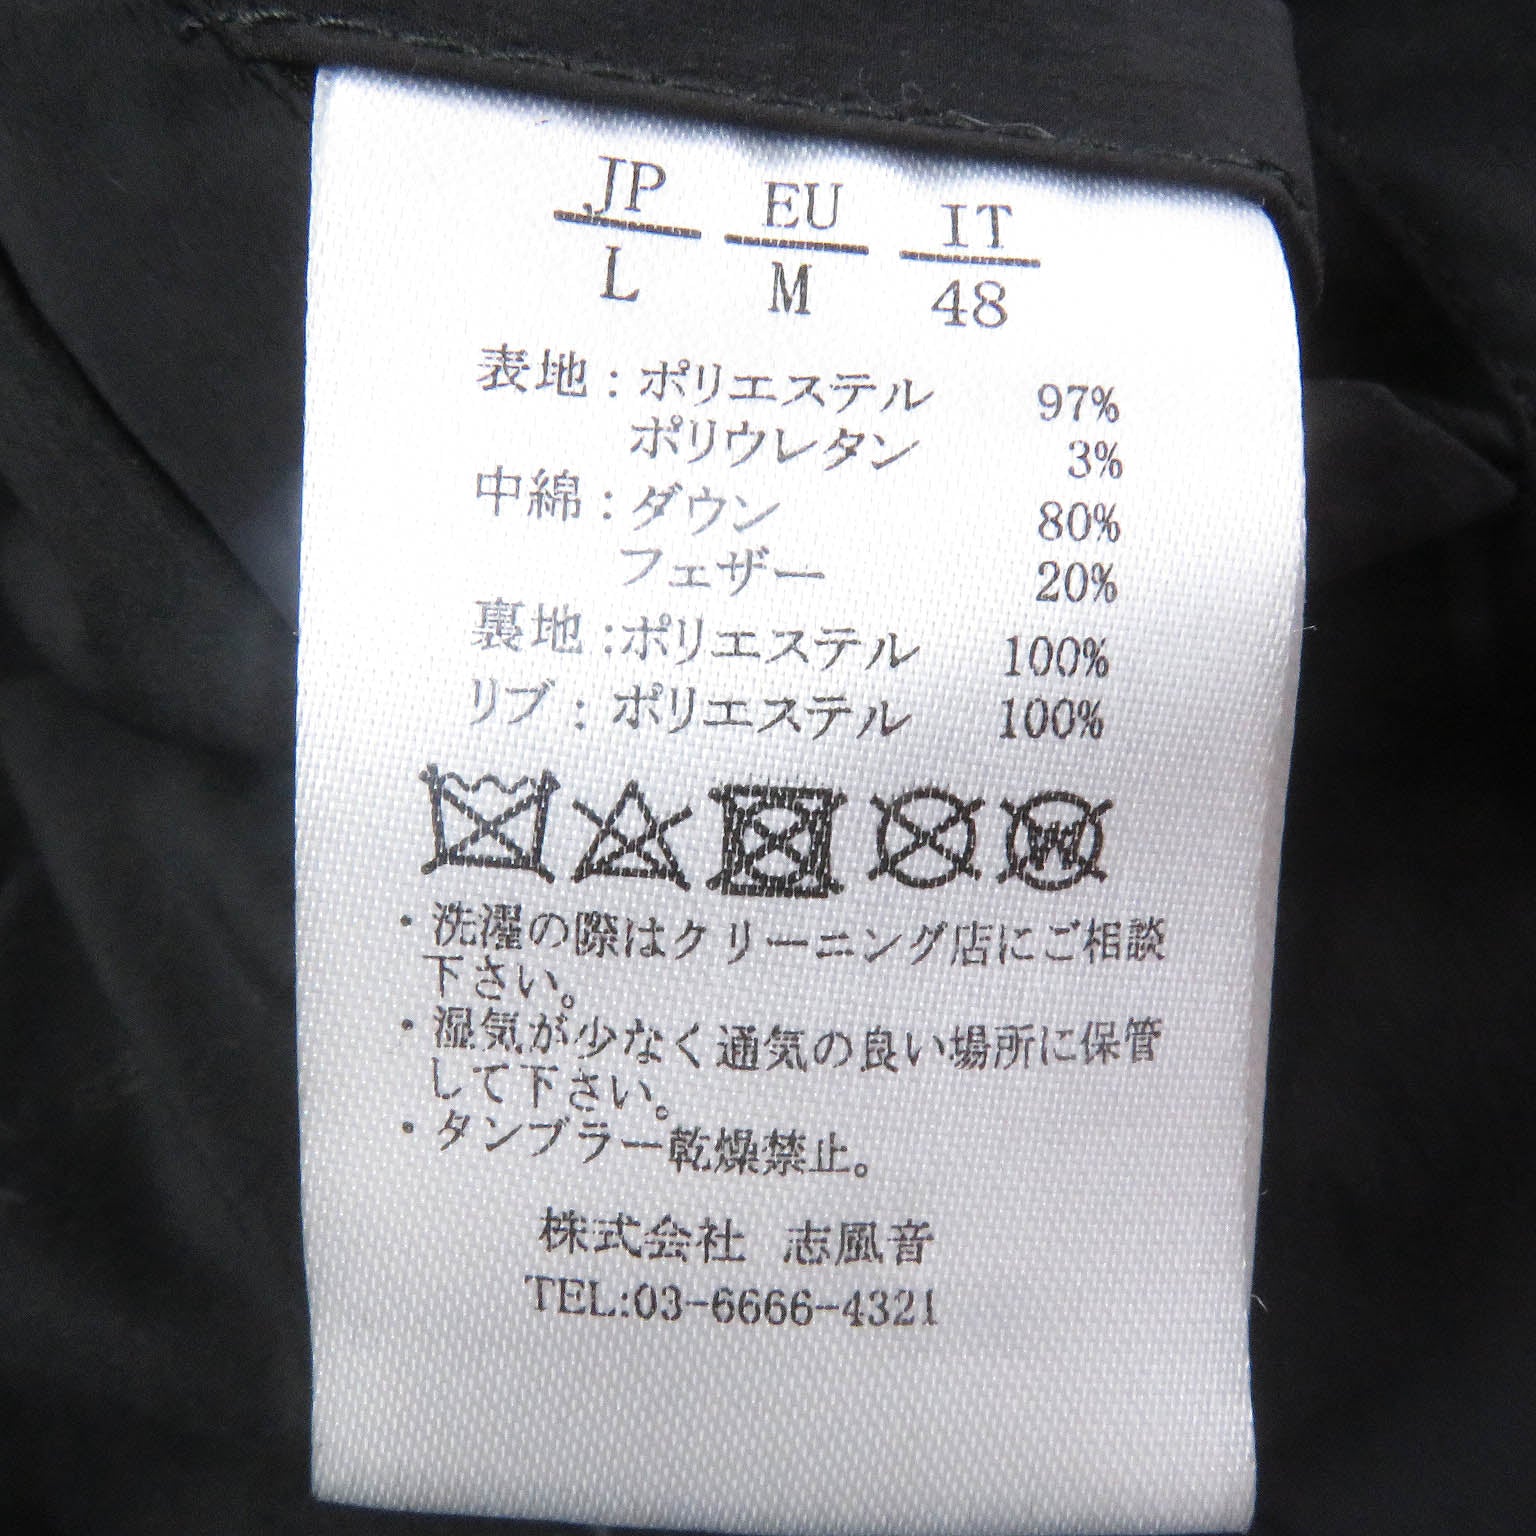 JP EU IT
L M 48
表地：ポリエステル 97%
ポリウレタン 3%
中綿：ダウン 80%
フェザー 20%
裏地：ポリエステル 100%
リブ：ポリエステル 100%
W
・洗濯の際はクリーニング店にご相談
下さい。
・湿気が少なく通気の良い場所に保管
して下さい。
・タンブラー乾燥禁止。
株式会社 志風音
TEL:03-6666-4321